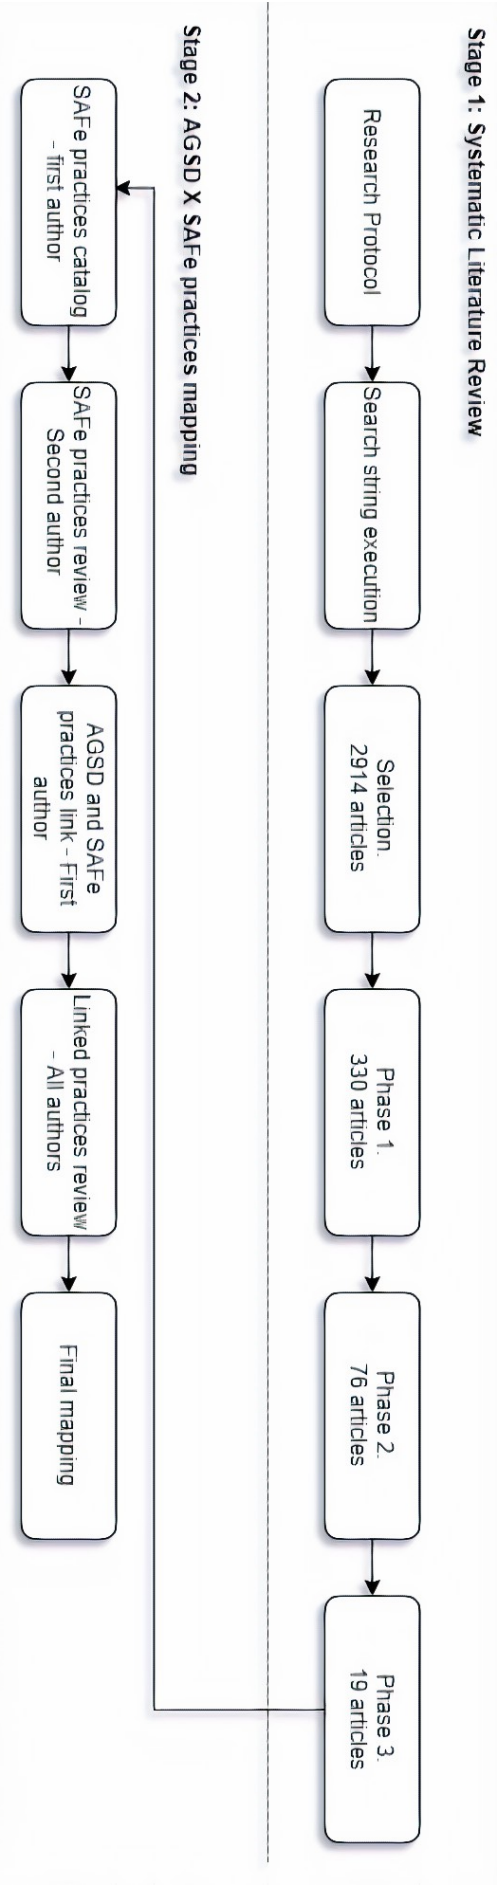 Stage 1: Systematic Literature Review
Research Protocol
Search string execution
Selection.
2914 articles
Phase 1.
330 articles
Phase 2.
76 articles
Phase 3.
19 articles
Stage 2: AGSD X SAFe practices mapping
SAFe practices catalog
- first author
SAFe practices review -
Second author
AGSD and SAFe
practices link - First
author
Linked practices review
- All authors
Final mapping